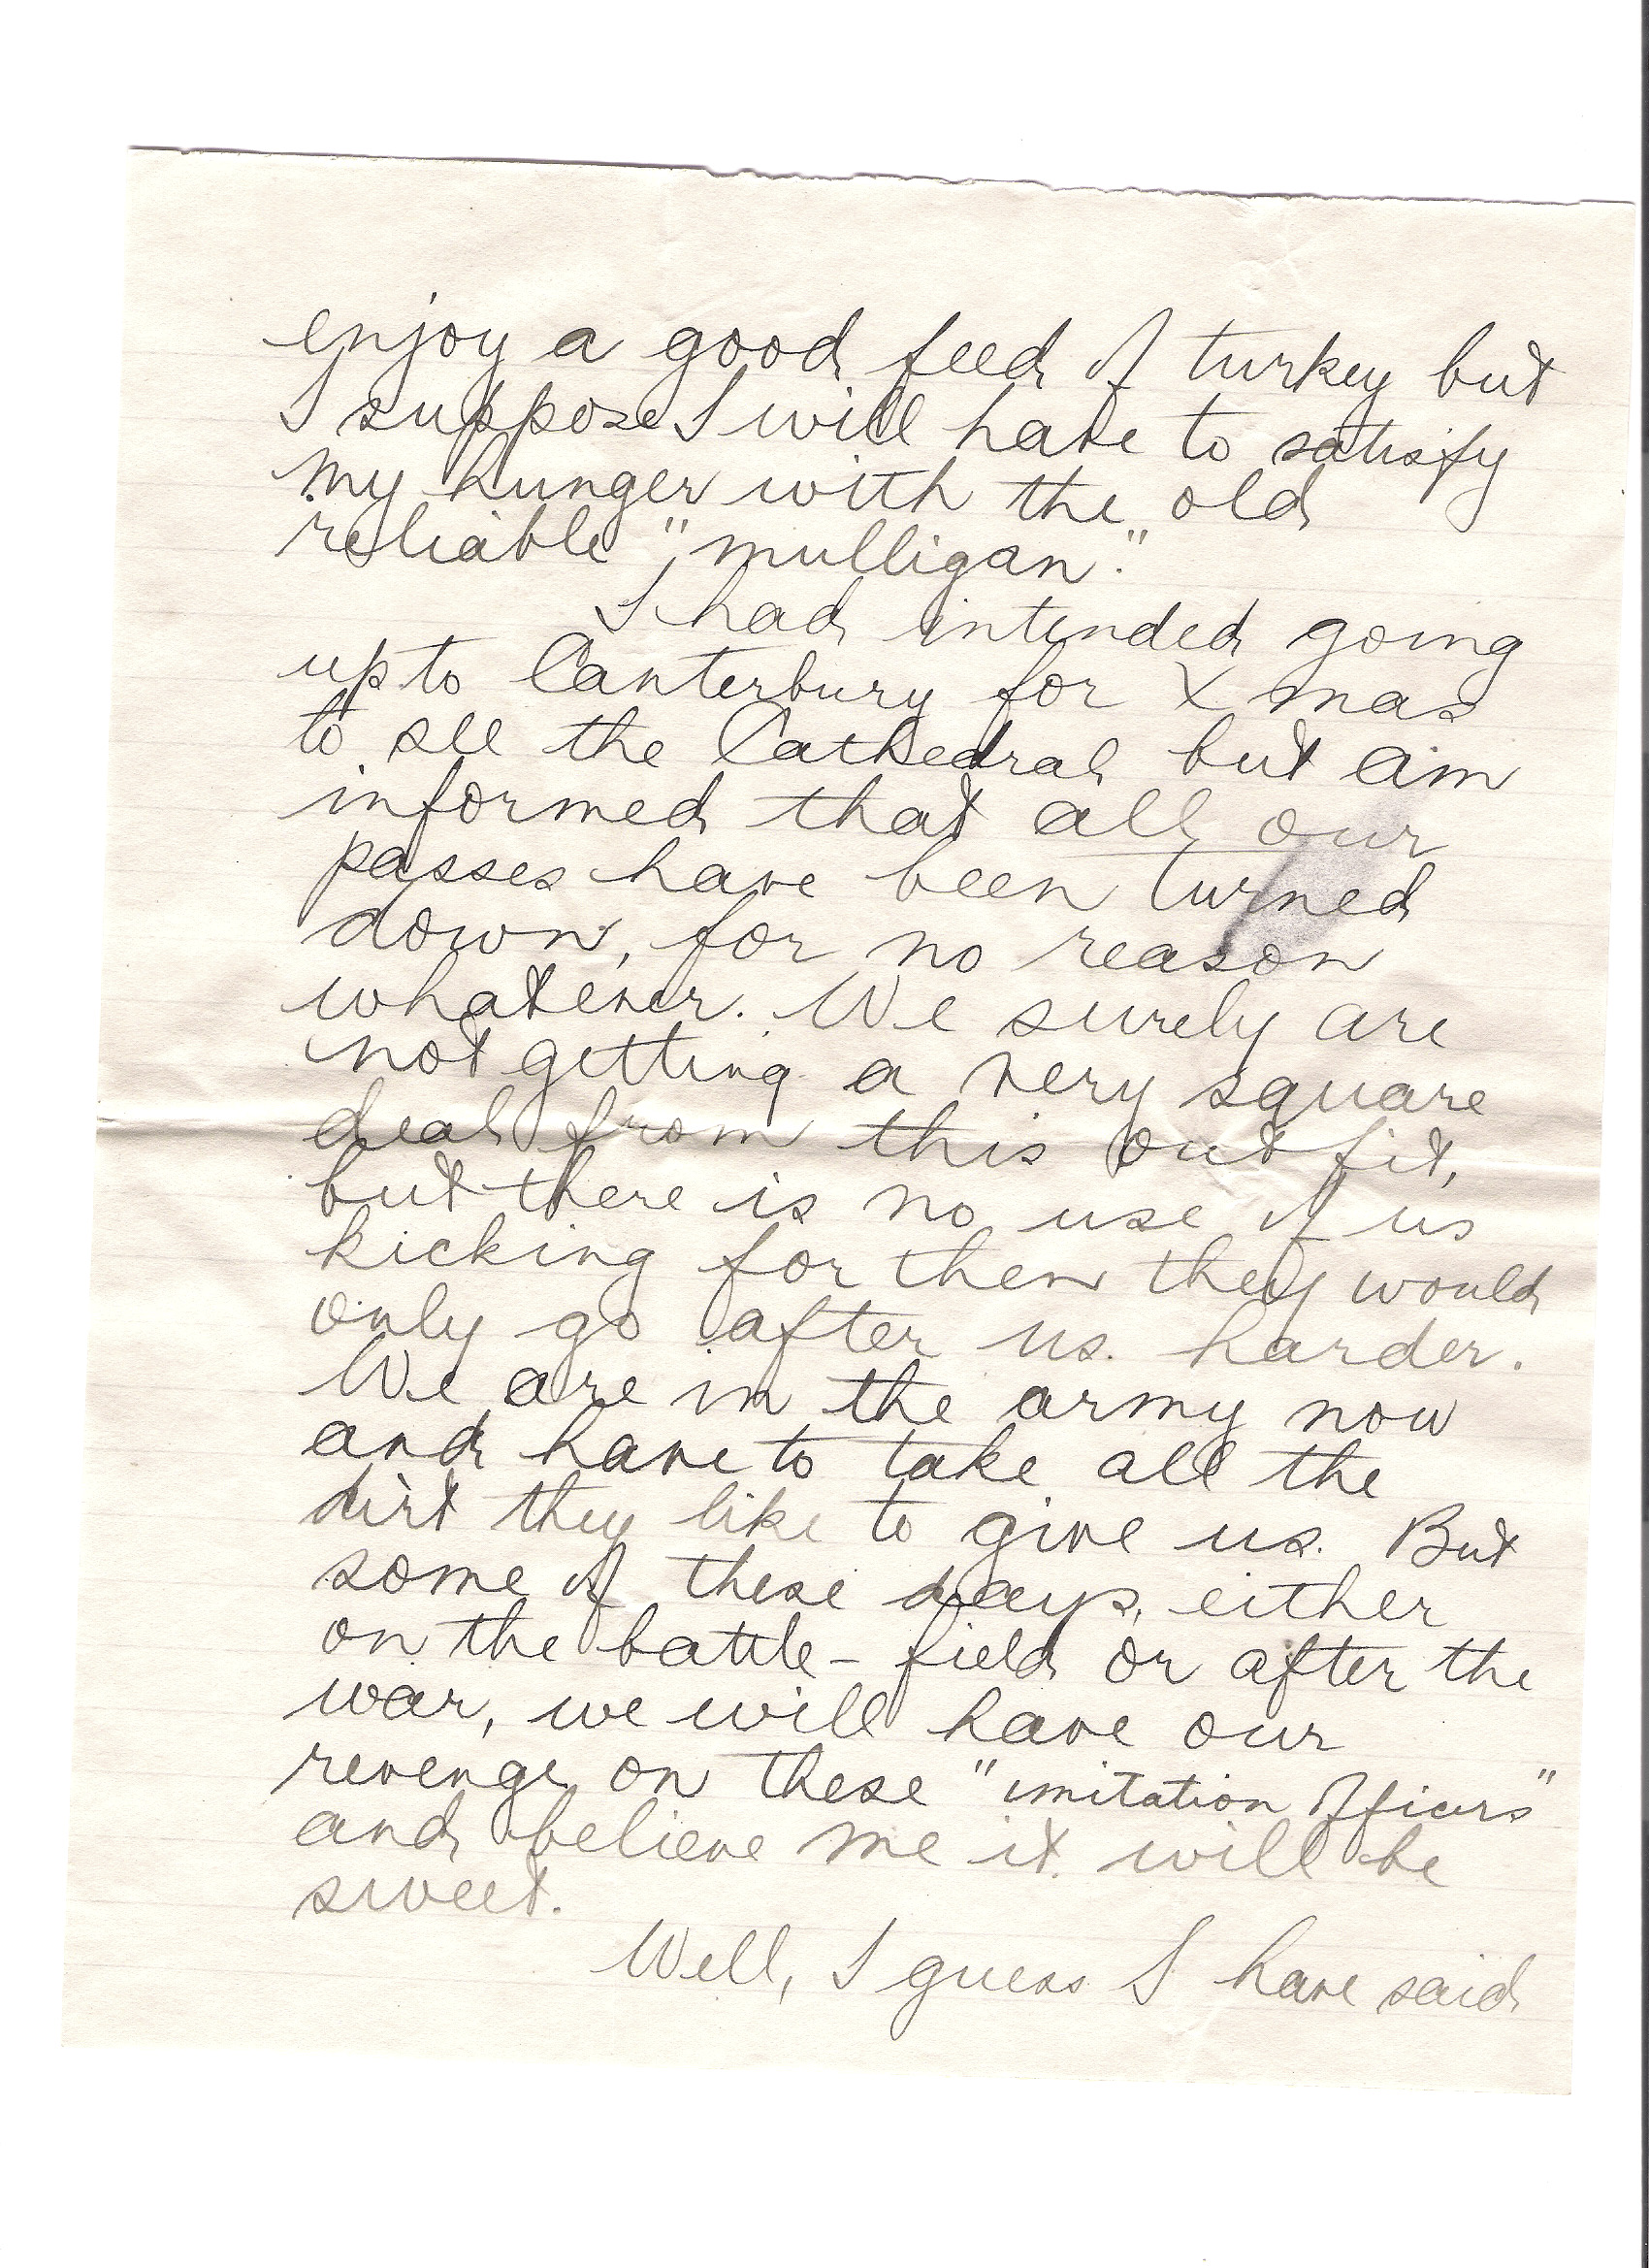 enjoy a good feed of turkey but
I suppose I will have to satisfy
my hunger with the old
reliable "mulligan."
I had intended going
up to Canterbury for Xmas
to see the Cathedral but am
informed that all our
passes have been turned
down, for no reason
whatever. We surely are
not getting a very square
deal from this outfit,
but there is no use of us
kicking for then they would
only go after us harder.
We are in the army now
and have to take all the
dirt they like to give us. But
some of these days, either
on the battle-field or after the
war, we will have our
revenge on these "imitation officers"
and believe me it will be
sweet.
Well, I guess I have said